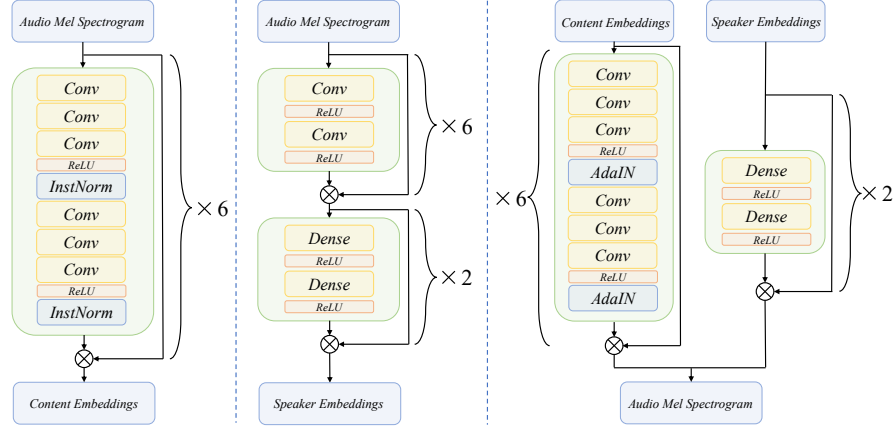 Audio Mel Spectrogram
Conv
Conv
Conv
ReLU
InstNorm
Conv
Conv
Conv
ReLU
InstNorm
×6
Content Embeddings
Audio Mel Spectrogram
Conv
ReLU
Conv
ReLU
×6
Dense
ReLU
Dense
ReLU
×2
Speaker Embeddings
Content Embeddings
×6
Conv
Conv
Conv
ReLU
AdaIN
Conv
Conv
Conv
ReLU
AdaIN
Speaker Embeddings
Dense
ReLU
Dense
ReLU
×2
Audio Mel Spectrogram